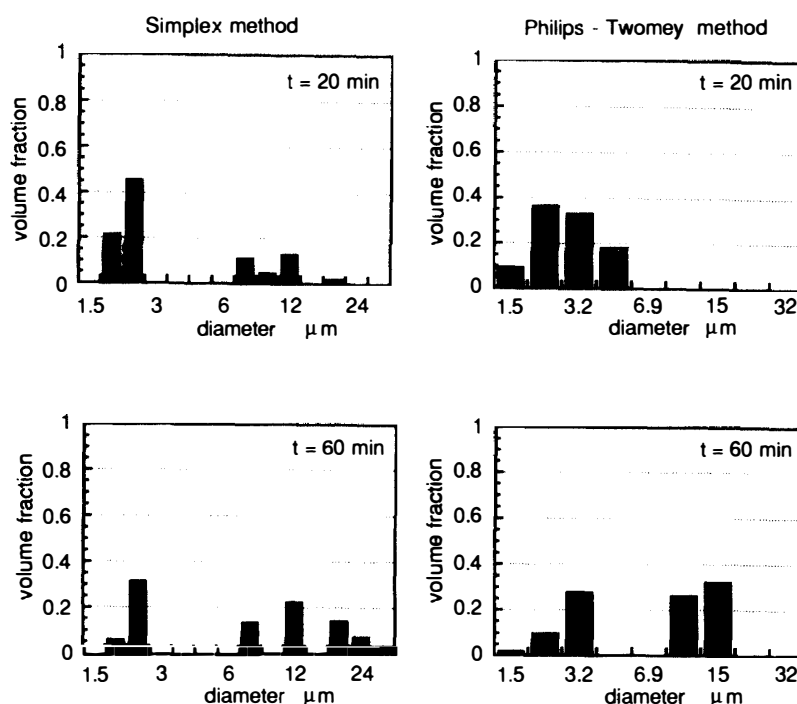 Simplex method
Philips - Twomey method
1
0.8
0.6
0.4
0.2
0
volume fraction
t = 20 min
1.5 3 6 12 24
diameter μm
1
0.8
0.6
0.4
0.2
0
volume fraction
t = 20 min
1.5 3.2 6.9 15 32
diameter μm
1
0.8
0.6
0.4
0.2
0
volume fraction
t = 60 min
1.5 3 6 12 24
diameter μm
1
0.8
0.6
0.4
0.2
0
volume fraction
t = 60 min
1.5 3.2 6.9 15 32
diameter μm